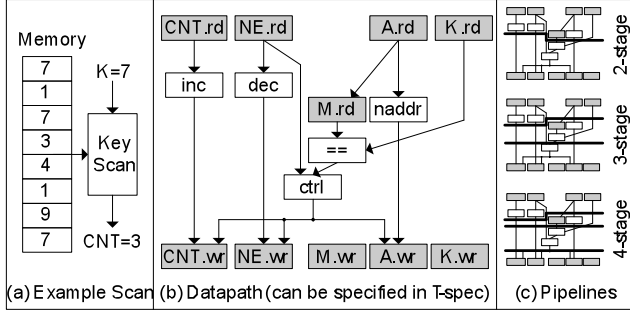 Memory
7
1
7
3
4
1
9
7
K=7
Key
Scan
CNT=3
(a) Example Scan
CNT.rd NE.rd A.rd K.rd
inc dec M.rd naddr
==
ctrl
CNT.wr NE.wr M.wr A.wr K.wr
(b) Datapath (can be specified in T-spec)
2-stage
3-stage
4-stage
(c) Pipelines